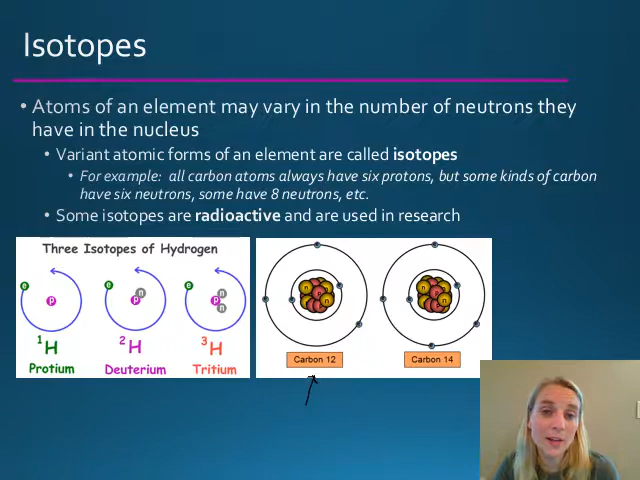 Isotopes
• Atoms of an element may vary in the number of neutrons they
have in the nucleus
• Variant atomic forms of an element are called isotopes
• For example: all carbon atoms always have six protons, but some kinds of carbon
have six neutrons, some have 8 neutrons, etc.
• Some isotopes are radioactive and are used in research
Three Isotopes of Hydrogen
e p
e n p
e n p n
¹H ²H ³H
Protium Deuterium Tritium
Carbon 12 Carbon 14